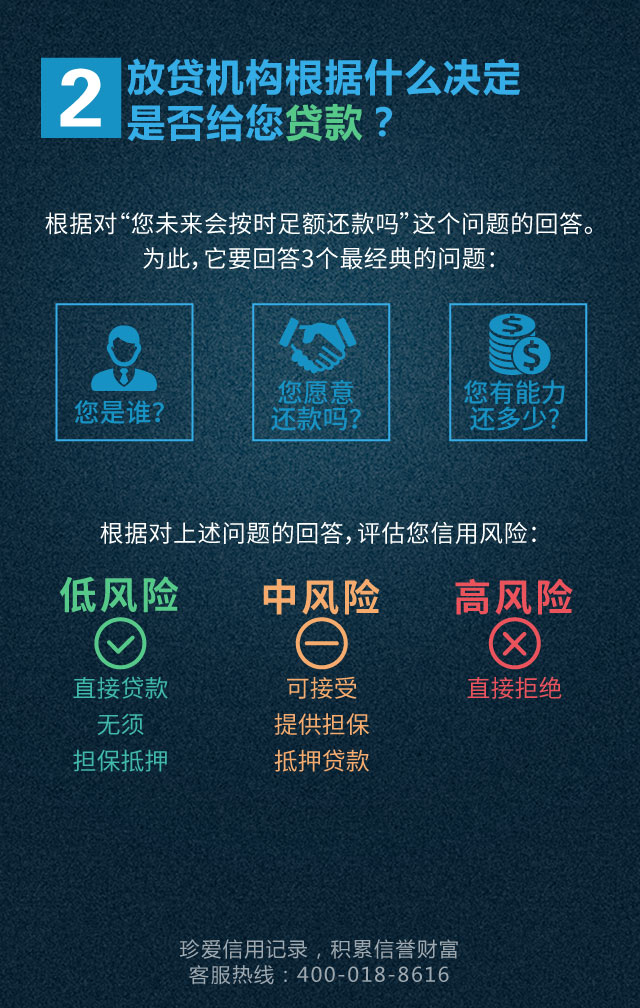 2
放贷机构根据什么决定
是否给您贷款？
根据对“您未来会按时足额还款吗”这个问题的回答。
为此，它要回答3个最经典的问题：
您是谁？
您愿意
还款吗？
您有能力
还多少？
根据对上述问题的回答，评估您信用风险：
低风险
直接贷款
无须
担保抵押
中风险
可接受
提供担保
抵押贷款
高风险
直接拒绝
珍爱信用记录，积累信誉财富
客服热线：400-018-8616